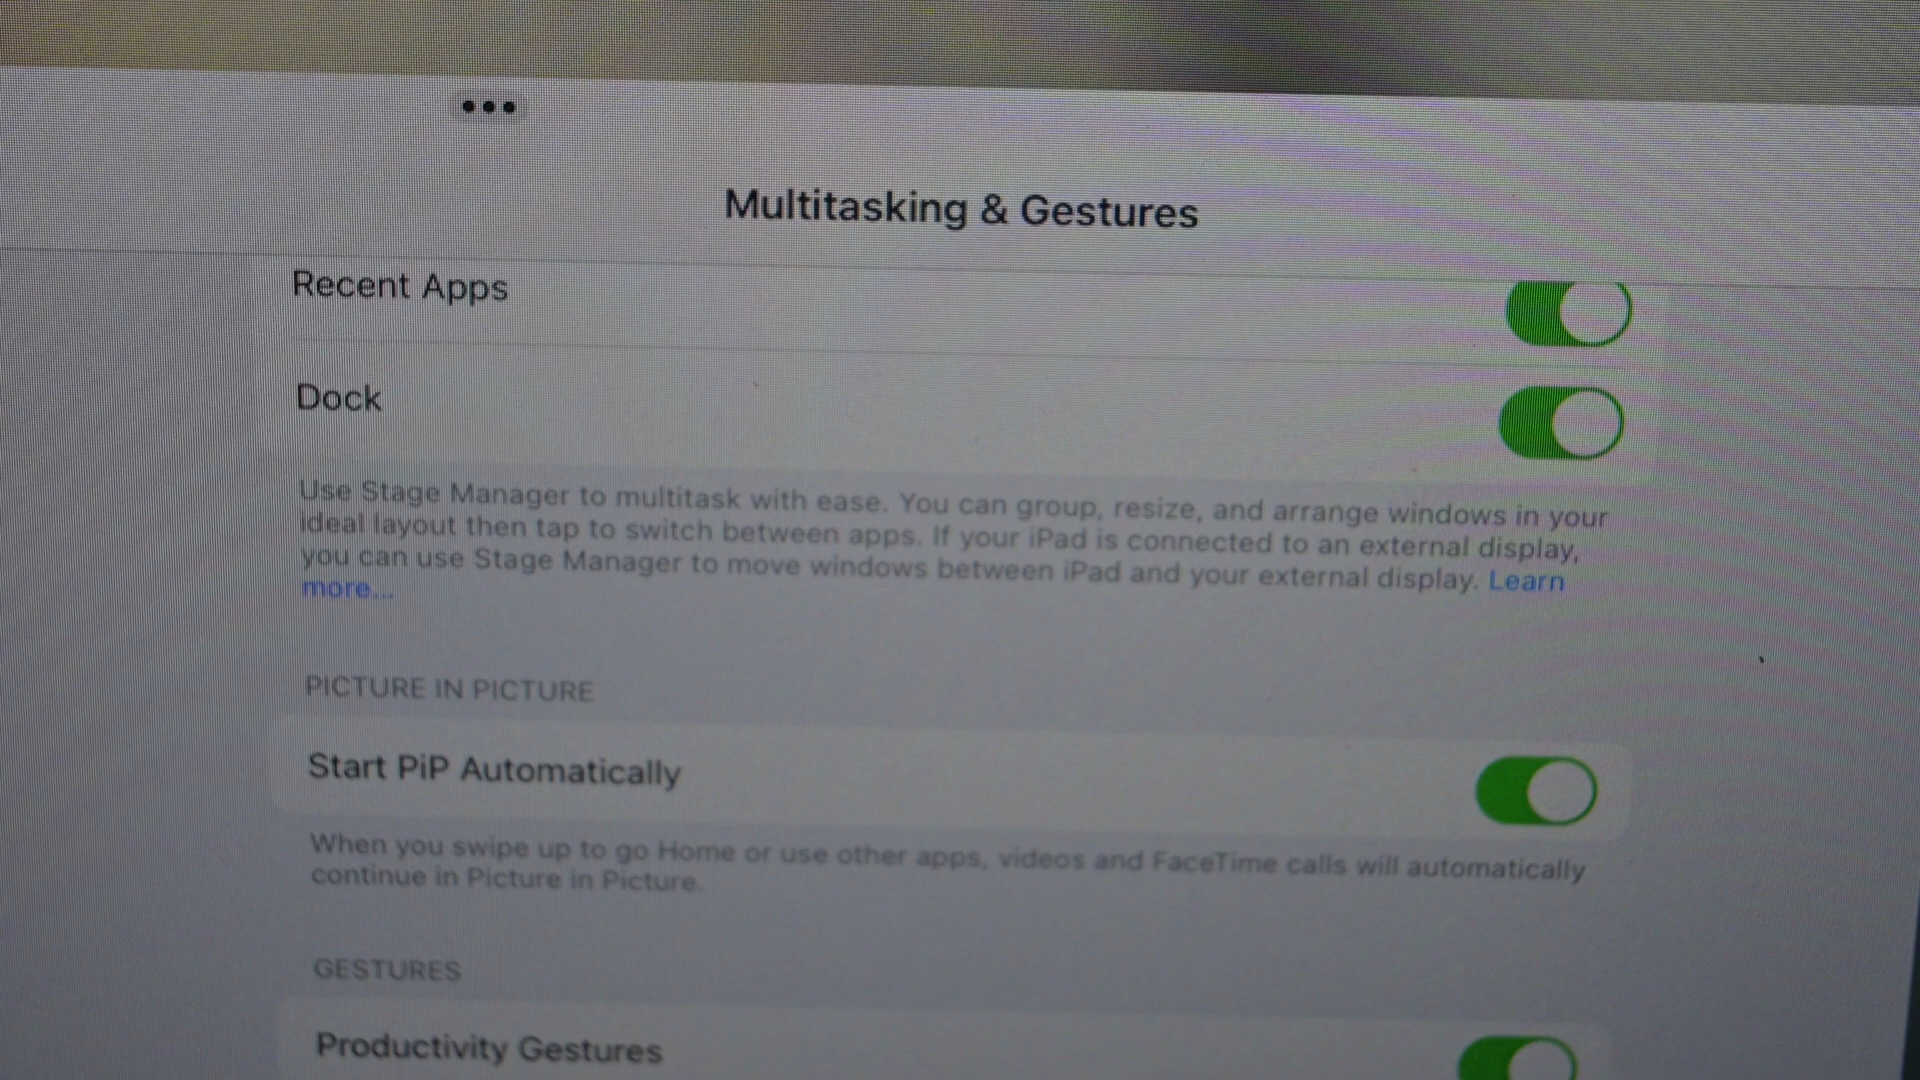 Multitasking & Gestures
Recent Apps
Dock
Use Stage Manager to multitask with ease. You can group, resize, and arrange windows in your
ideal layout then tap to switch between apps. If your iPad is connected to an external display,
you can use Stage Manager to move windows between iPad and your external display. Learn
more...
PICTURE IN PICTURE
Start PiP Automatically
When you swipe up to go Home or use other apps, videos and FaceTime calls will automatically
continue in Picture in Picture.
GESTURES
Productivity Gestures